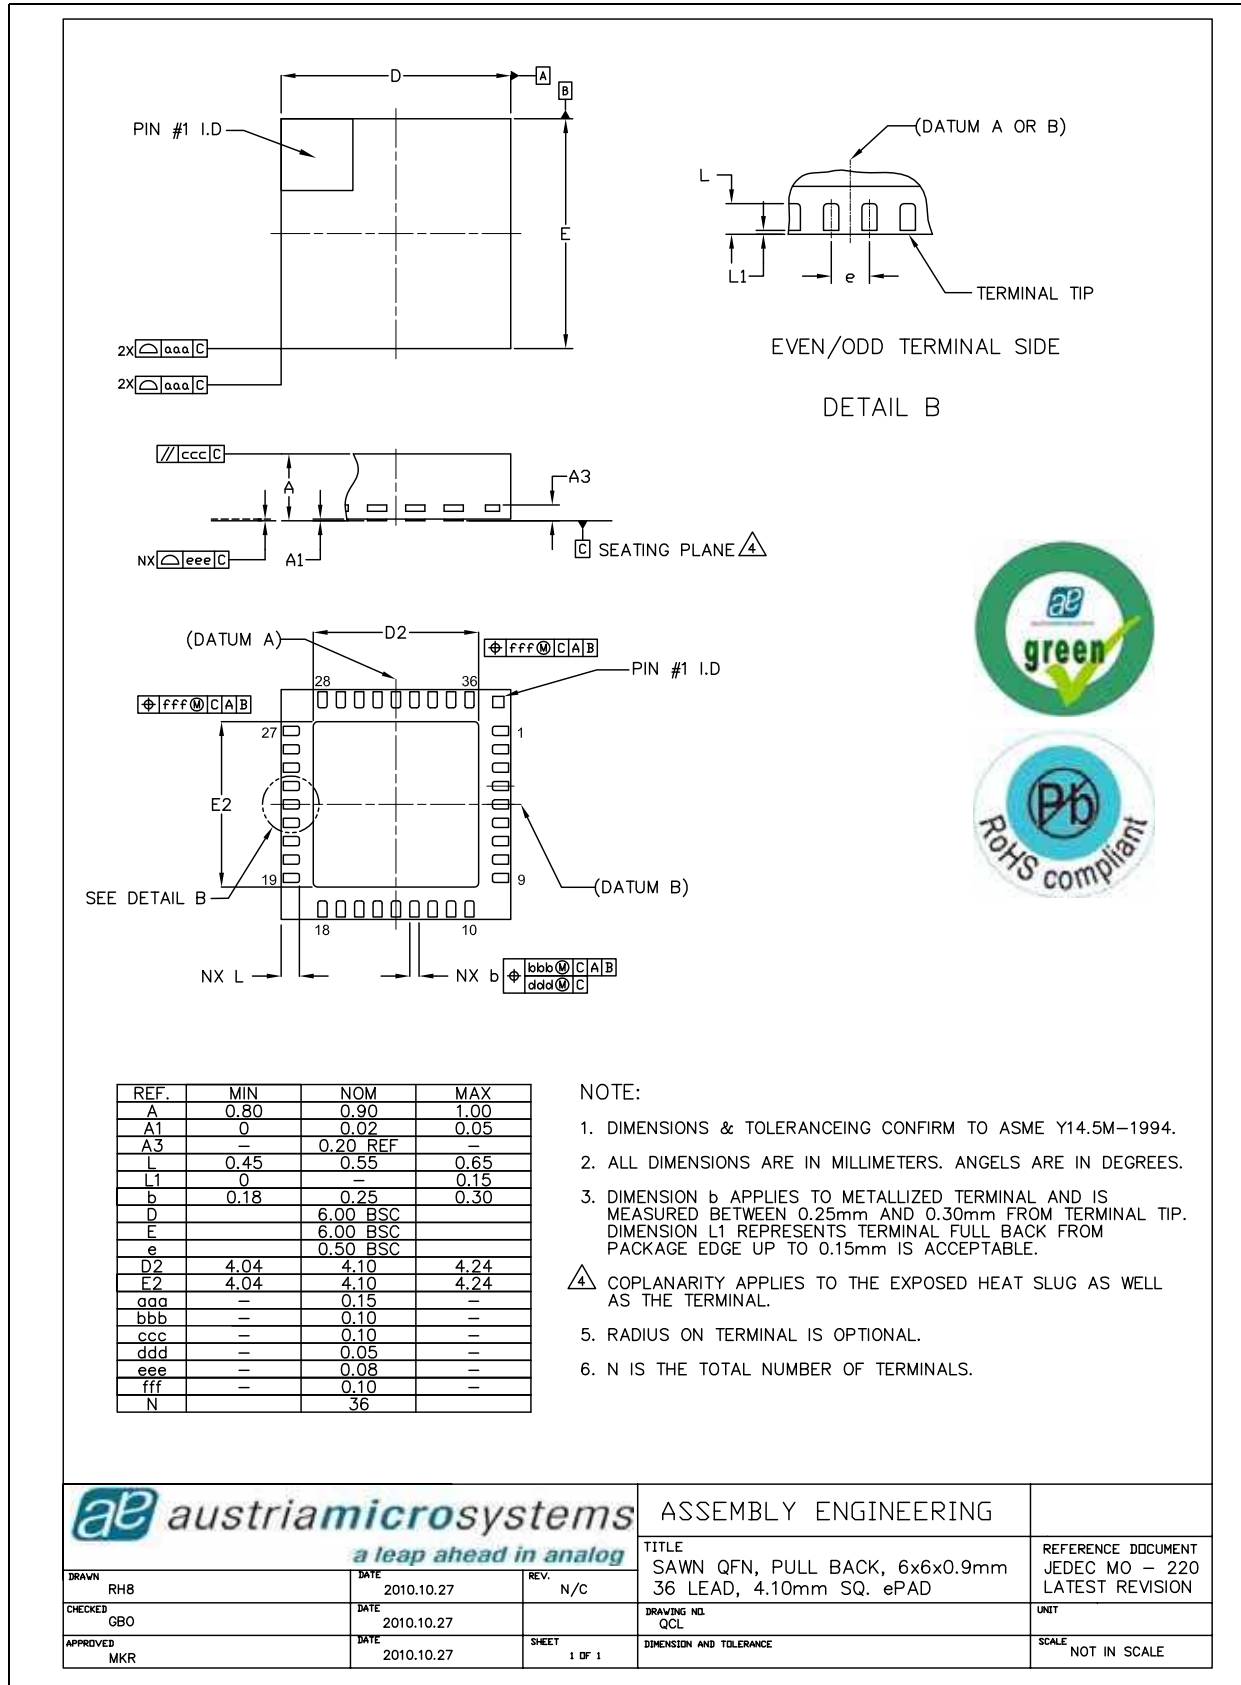 D
A
B
PIN #1 I.D
(DATUM A OR B)
L
E
L1
e
TERMINAL TIP
2X aaa C
EVEN/ODD TERMINAL SIDE
2X aaa C
DETAIL B
// ccc C
A
A3
C SEATING PLANE 4
NX eee C
A1
ae
austriamicrosystems
green
(DATUM A)
D2
fff Ⓜ C A B
PIN #1 I.D
28
36
fff Ⓜ C A B
27
1
E2
Pb
RoHS compliant
19
9
SEE DETAIL B
(DATUM B)
18
10
NX L
NX b
bbb Ⓜ C A B
ddd Ⓜ C
REF. MIN NOM MAX
A 0.80 0.90 1.00
A1 0 0.02 0.05
A3 – 0.20 REF –
L 0.45 0.55 0.65
L1 0 – 0.15
b 0.18 0.25 0.30
D 6.00 BSC
E 6.00 BSC
e 0.50 BSC
D2 4.04 4.10 4.24
E2 4.04 4.10 4.24
aaa – 0.15 –
bbb – 0.10 –
ccc – 0.10 –
ddd – 0.05 –
eee – 0.08 –
fff – 0.10 –
N 36
NOTE:
1. DIMENSIONS & TOLERANCEING CONFIRM TO ASME Y14.5M–1994.
2. ALL DIMENSIONS ARE IN MILLIMETERS. ANGELS ARE IN DEGREES.
3. DIMENSION b APPLIES TO METALLIZED TERMINAL AND IS
MEASURED BETWEEN 0.25mm AND 0.30mm FROM TERMINAL TIP.
DIMENSION L1 REPRESENTS TERMINAL FULL BACK FROM
PACKAGE EDGE UP TO 0.15mm IS ACCEPTABLE.
4 COPLANARITY APPLIES TO THE EXPOSED HEAT SLUG AS WELL
AS THE TERMINAL.
5. RADIUS ON TERMINAL IS OPTIONAL.
6. N IS THE TOTAL NUMBER OF TERMINALS.
ae austriamicrosystems
a leap ahead in analog
ASSEMBLY ENGINEERING
TITLE
SAWN QFN, PULL BACK, 6x6x0.9mm
36 LEAD, 4.10mm SQ. ePAD
REFERENCE DOCUMENT
JEDEC MO – 220
LATEST REVISION
DRAWN
RH8
DATE
2010.10.27
REV.
N/C
CHECKED
GBO
DATE
2010.10.27
DRAWING NO.
QCL
UNIT
APPROVED
MKR
DATE
2010.10.27
SHEET
1 OF 1
DIMENSION AND TOLERANCE
SCALE
NOT IN SCALE